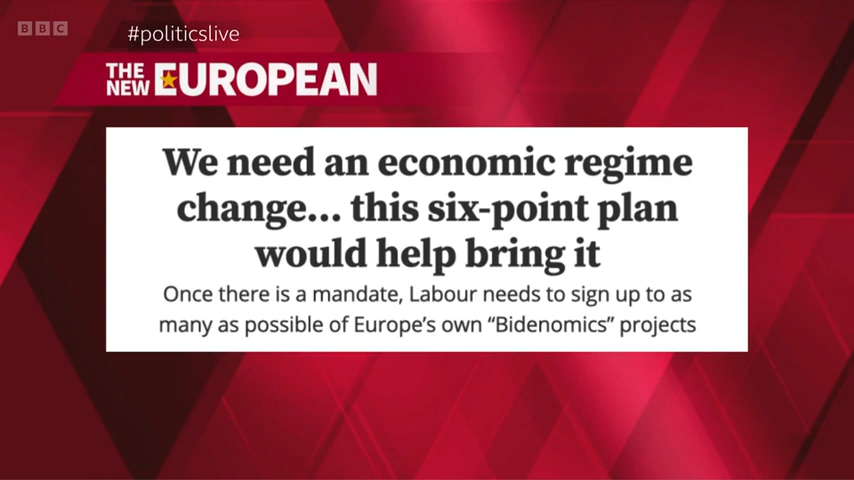 BBC
#politicslive
THE NEW EUROPEAN
We need an economic regime
change... this six-point plan
would help bring it
Once there is a mandate, Labour needs to sign up to as
many as possible of Europe's own “Bidenomics” projects